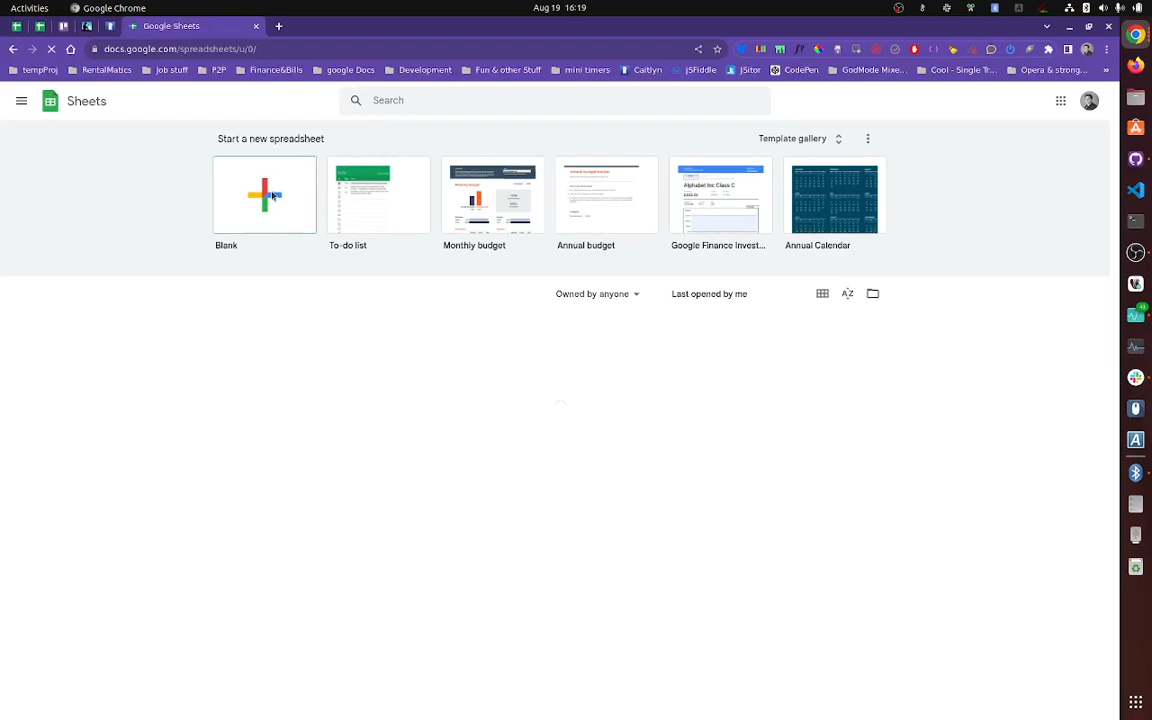 Activities
Google Chrome
Aug 19 16:19
Google Sheets
docs.google.com/spreadsheets/u/0/
tempProj
RentalMatics
Job stuff
P2P
Finance&Bills
google Docs
Development
Fun & other Stuff
mini timers
Caitlyn
JSFiddle
JSitor
CodePen
GodMode Mixe...
Cool - Single Tr...
Opera & strong...
Sheets
Search
Start a new spreadsheet
Template gallery
Alphabet Inc Class C
Blank
To-do list
Monthly budget
Annual budget
Google Finance Invest...
Annual Calendar
Owned by anyone
Last opened by me